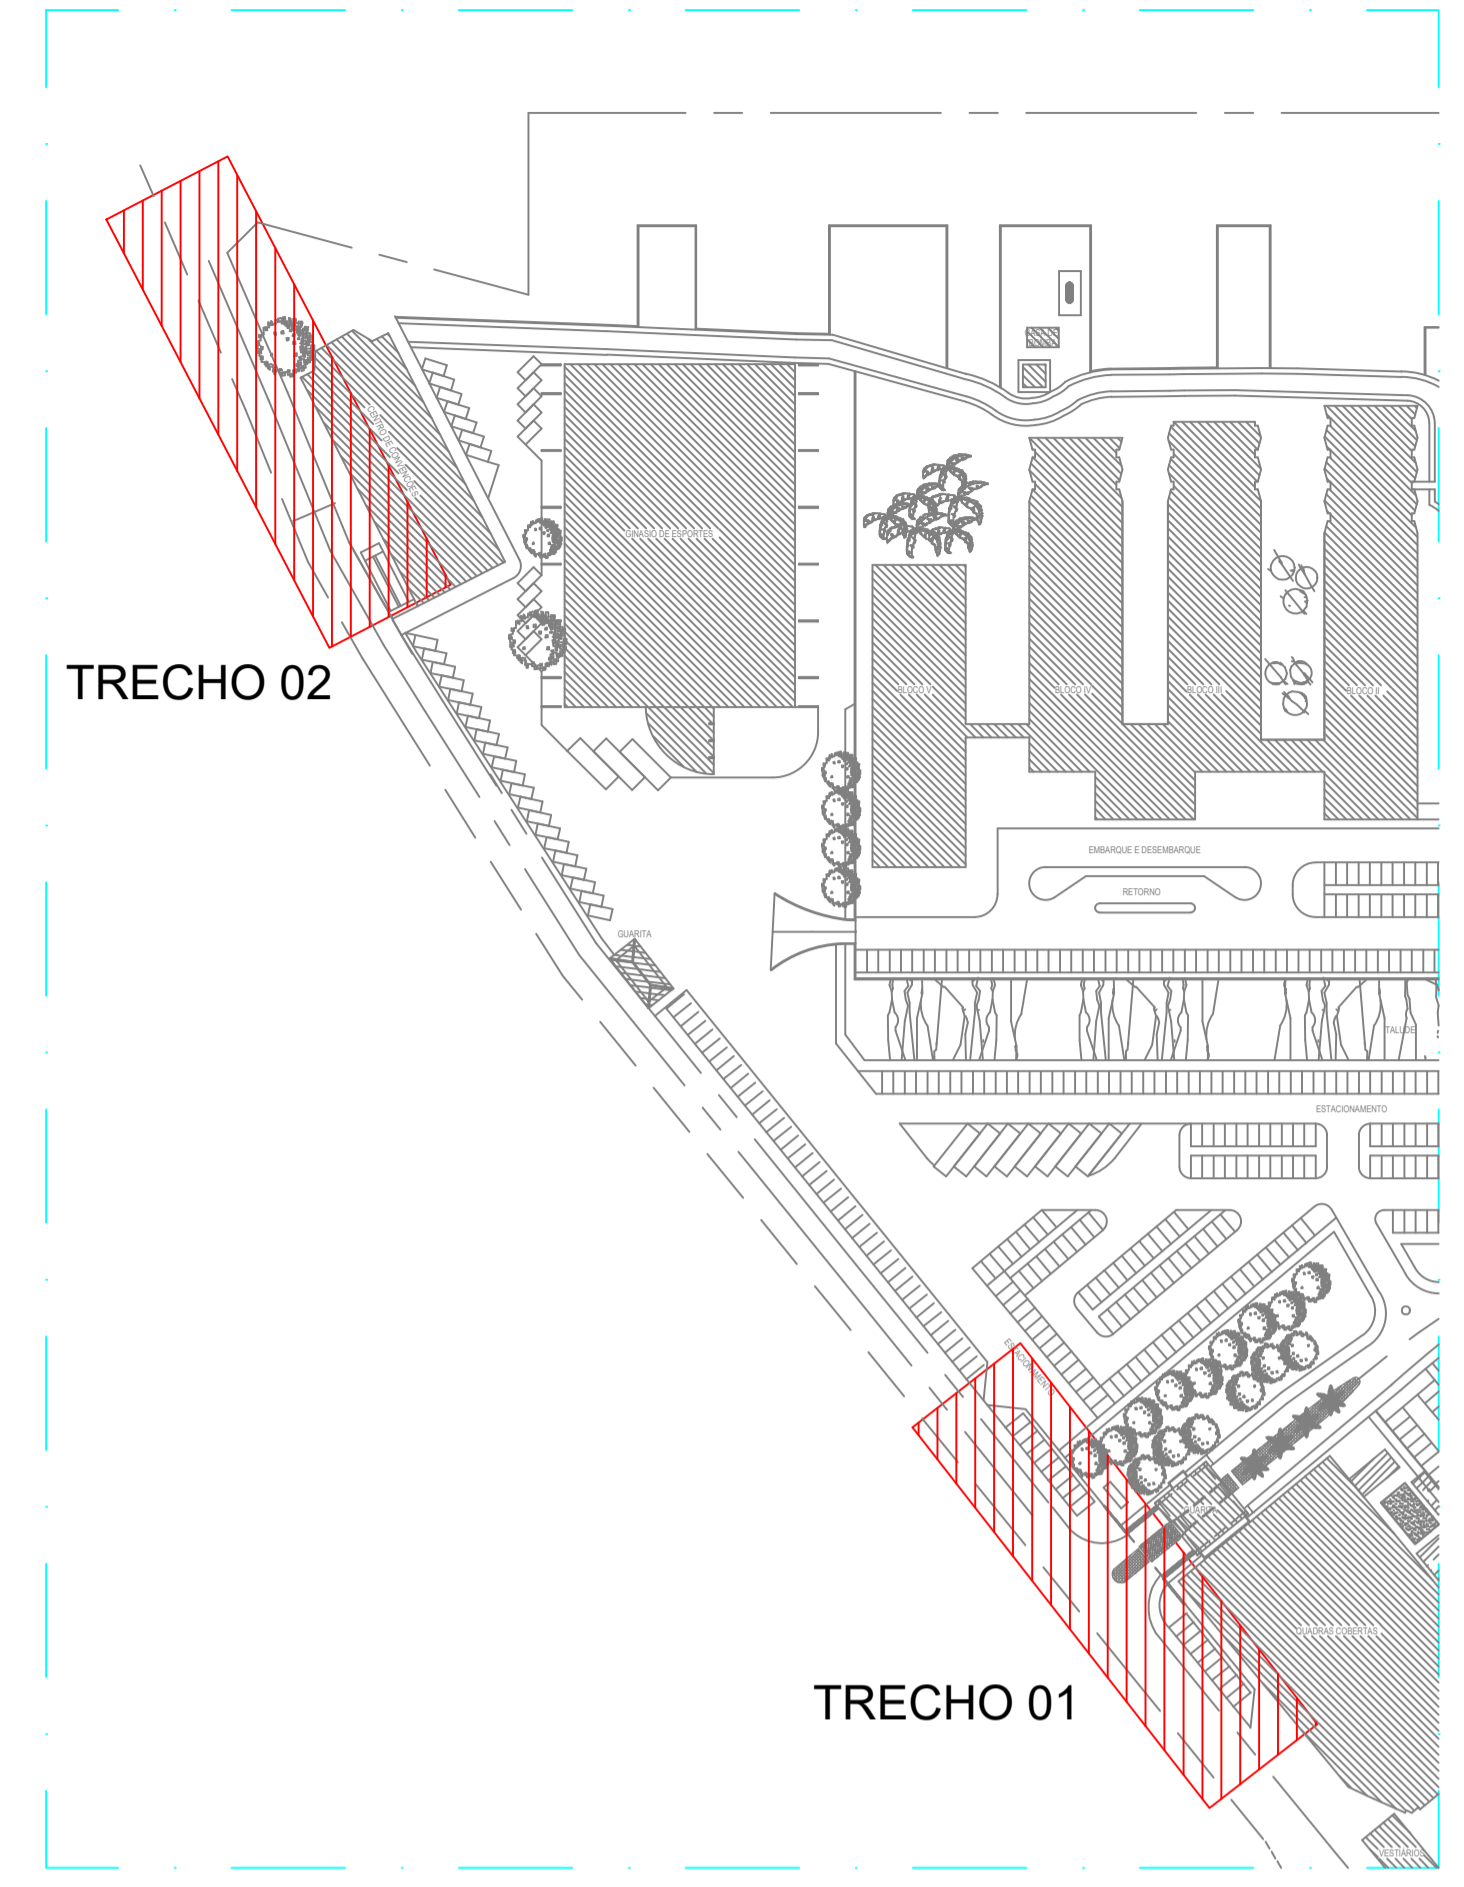 CENTRO DE CONVENÇÕES
GINÁSIO DE ESPORTES
TRECHO 02
BLOCO V
BLOCO IV
BLOCO III
BLOCO II
EMBARQUE E DESEMBARQUE
RETORNO
GUARITA
TALUDE
ESTACIONAMENTO
ESTACIONAMENTO
GUARITA
QUADRAS COBERTAS
TRECHO 01
VESTIÁRIOS